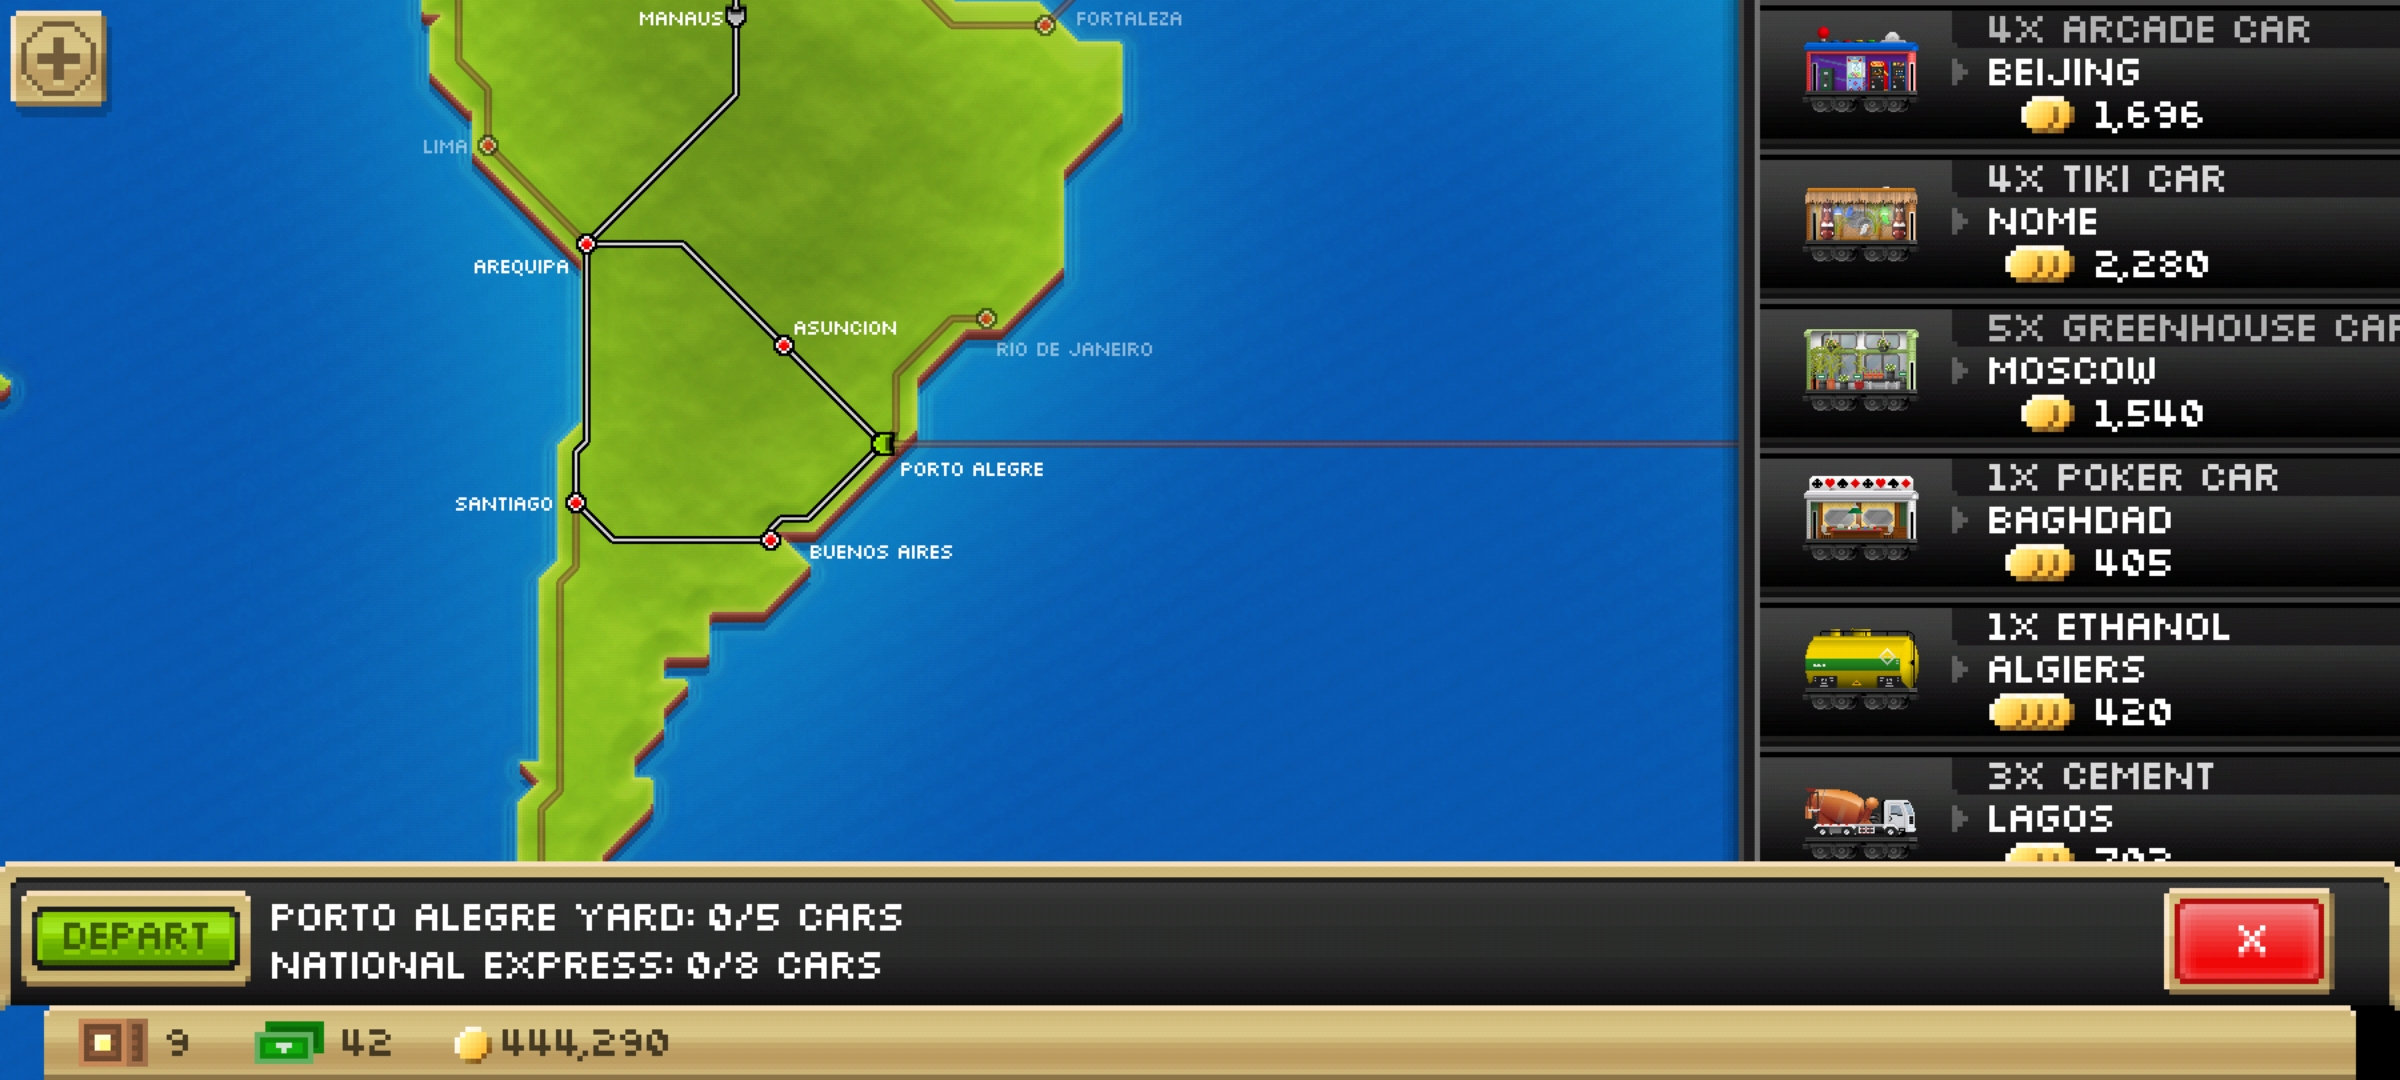 MANAUS
FORTALEZA
LIMA
AREQUIPA
ASUNCION
RIO DE JANEIRO
PORTO ALEGRE
SANTIAGO
BUENOS AIRES
4X ARCADE CAR
BEIJING
1,696
4X TIKI CAR
NOME
2,280
5X GREENHOUSE CAR
MOSCOW
1,540
1X POKER CAR
BAGHDAD
405
1X ETHANOL
ALGIERS
420
3X CEMENT
LAGOS
DEPART
PORTO ALEGRE YARD: 0/5 CARS
NATIONAL EXPRESS: 0/8 CARS
X
9
42
444,290